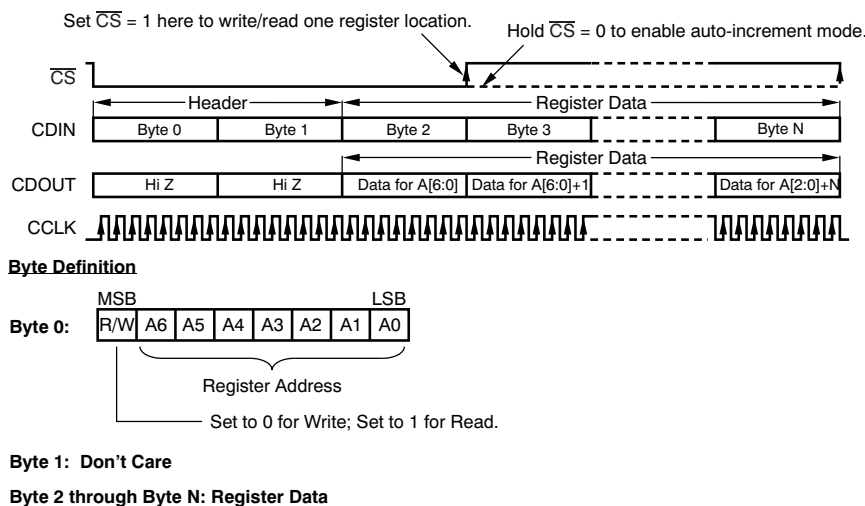 Set CS = 1 here to write/read one register location.
Hold CS = 0 to enable auto-increment mode.
CS
Header
Register Data
CDIN
Byte 0
Byte 1
Byte 2
Byte 3
Byte N
Register Data
CDOUT
Hi Z
Hi Z
Data for A[6:0]
Data for A[6:0]+1
Data for A[2:0]+N
CCLK
Byte Definition
MSB
LSB
Byte 0:
R/W
A6
A5
A4
A3
A2
A1
A0
Register Address
Set to 0 for Write; Set to 1 for Read.
Byte 1: Don't Care
Byte 2 through Byte N: Register Data